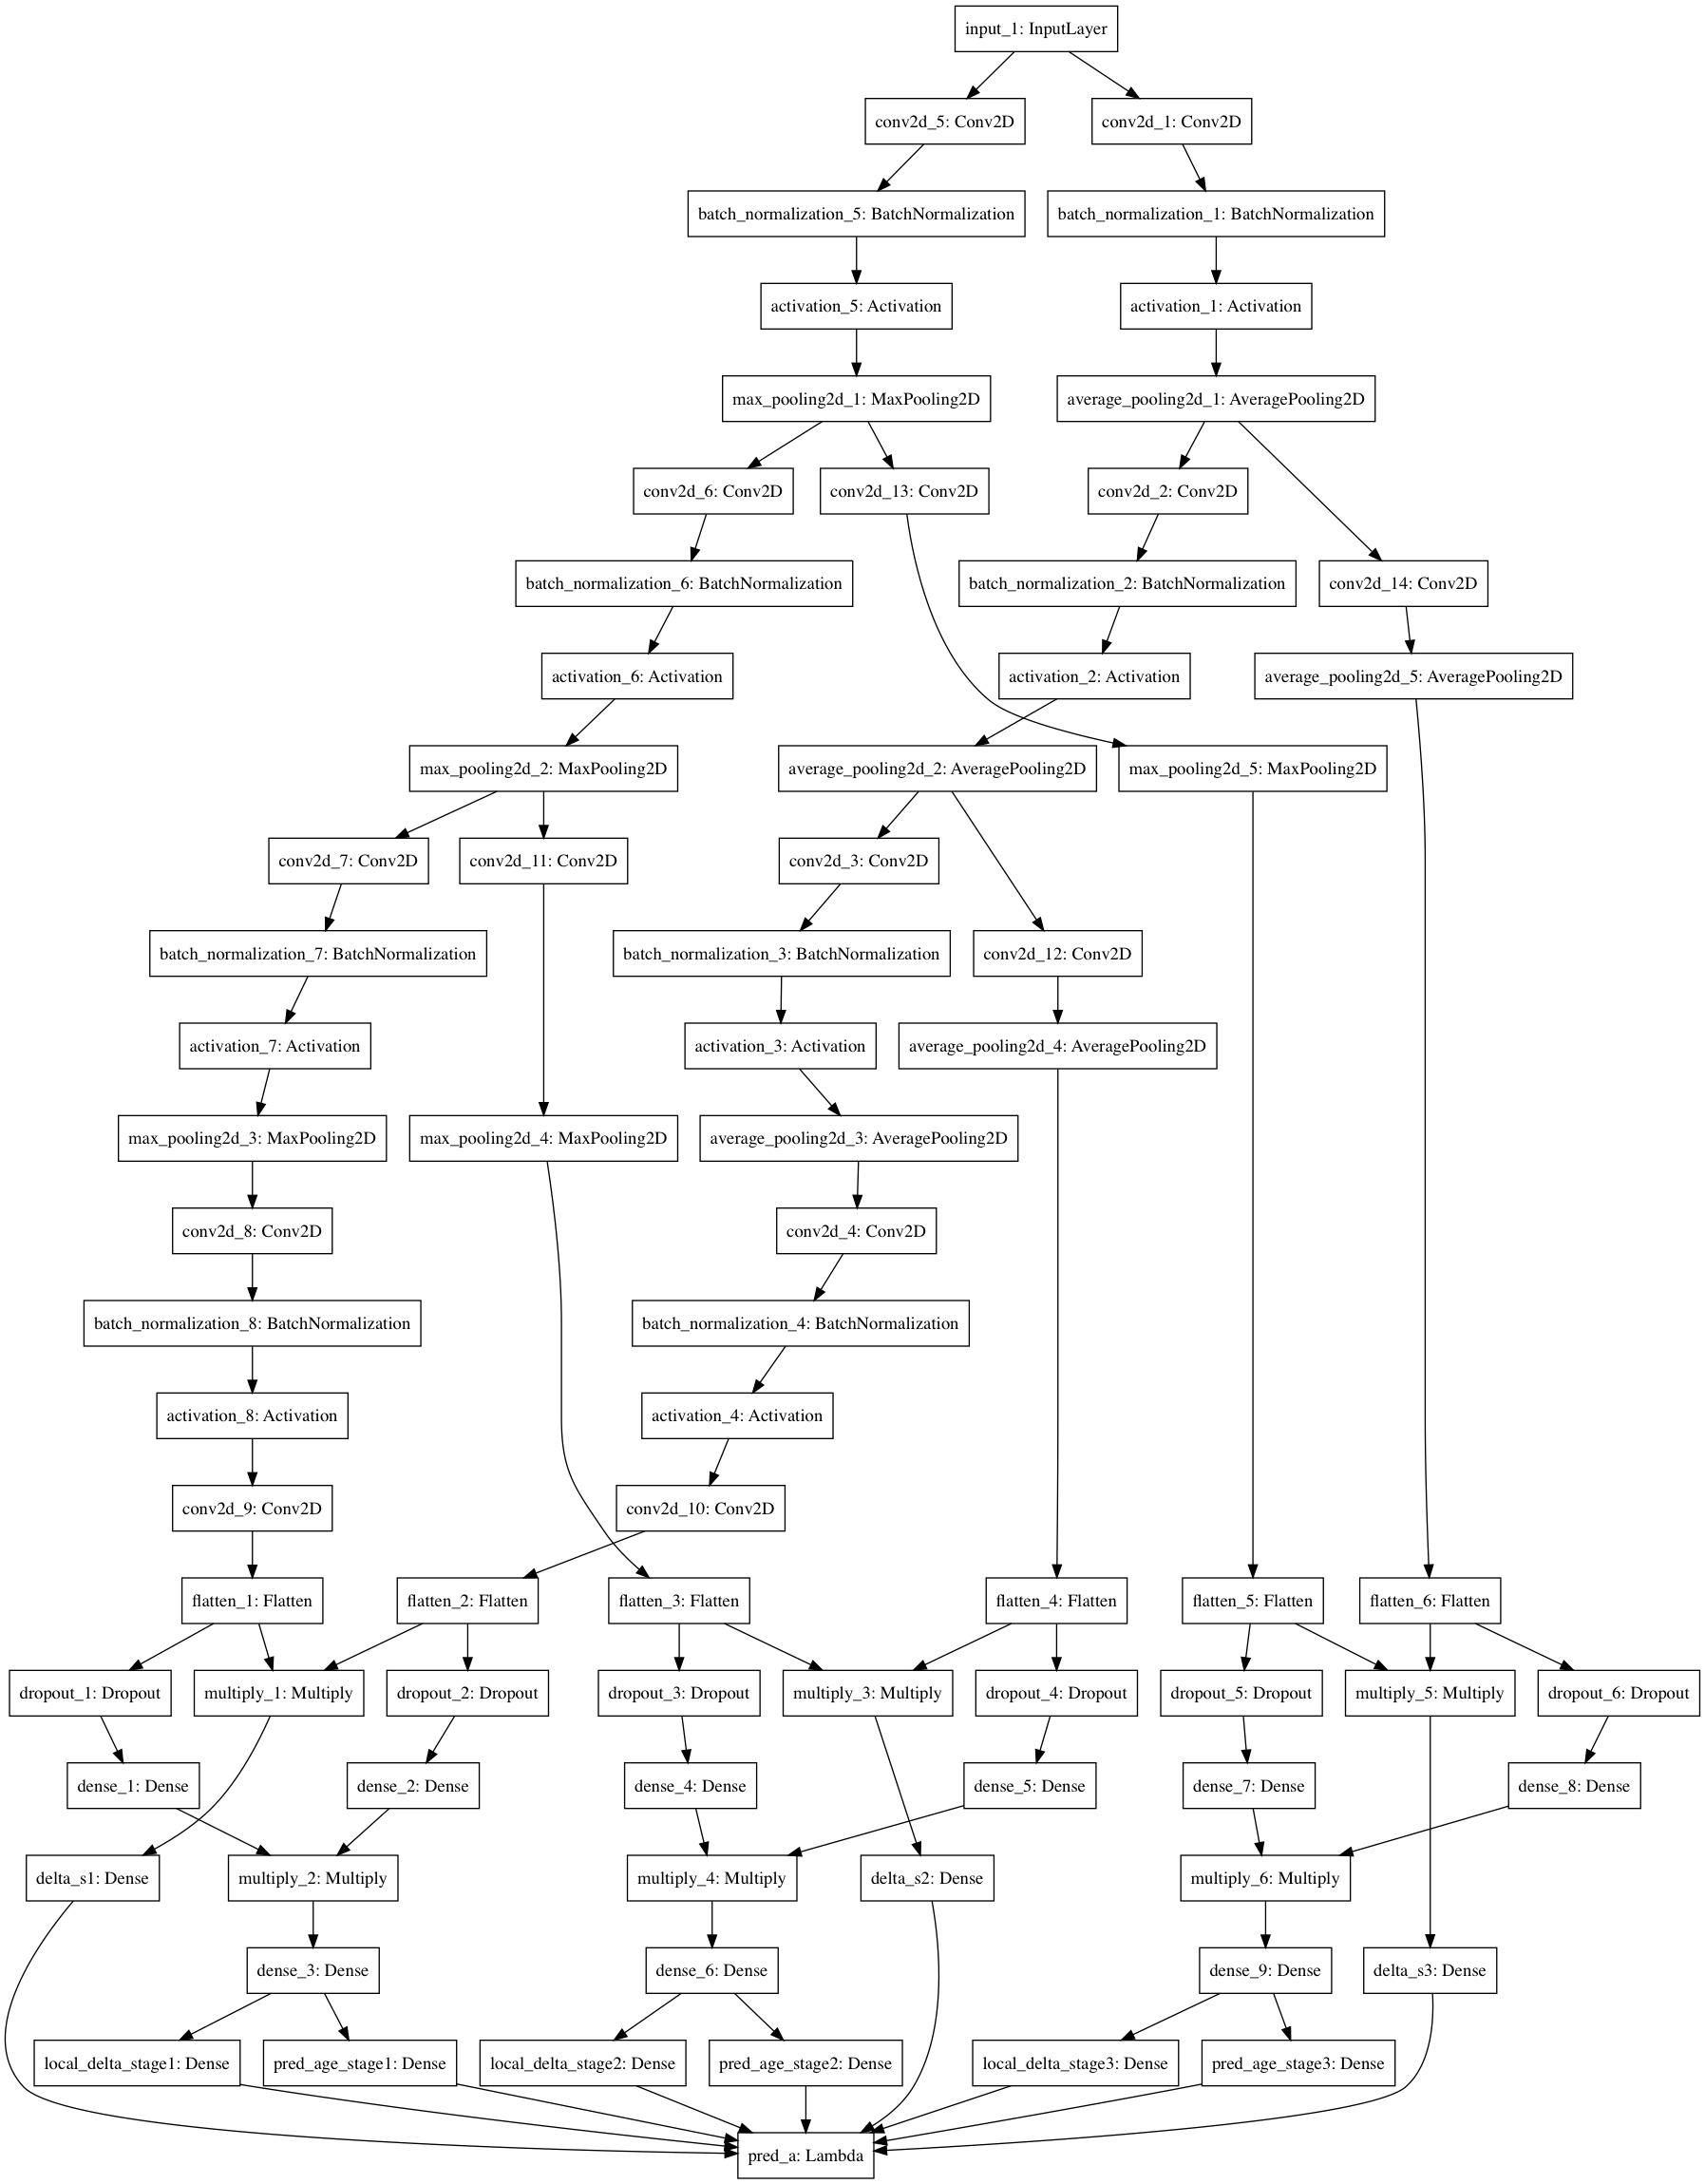 input_1: InputLayer
conv2d_5: Conv2D
conv2d_1: Conv2D
batch_normalization_5: BatchNormalization
batch_normalization_1: BatchNormalization
activation_5: Activation
activation_1: Activation
max_pooling2d_1: MaxPooling2D
average_pooling2d_1: AveragePooling2D
conv2d_6: Conv2D
conv2d_13: Conv2D
conv2d_2: Conv2D
batch_normalization_6: BatchNormalization
batch_normalization_2: BatchNormalization
conv2d_14: Conv2D
activation_6: Activation
activation_2: Activation
average_pooling2d_5: AveragePooling2D
max_pooling2d_2: MaxPooling2D
average_pooling2d_2: AveragePooling2D
max_pooling2d_5: MaxPooling2D
conv2d_7: Conv2D
conv2d_11: Conv2D
conv2d_3: Conv2D
batch_normalization_7: BatchNormalization
batch_normalization_3: BatchNormalization
conv2d_12: Conv2D
activation_7: Activation
activation_3: Activation
average_pooling2d_4: AveragePooling2D
max_pooling2d_3: MaxPooling2D
max_pooling2d_4: MaxPooling2D
average_pooling2d_3: AveragePooling2D
conv2d_8: Conv2D
conv2d_4: Conv2D
batch_normalization_8: BatchNormalization
batch_normalization_4: BatchNormalization
activation_8: Activation
activation_4: Activation
conv2d_9: Conv2D
conv2d_10: Conv2D
flatten_1: Flatten
flatten_2: Flatten
flatten_3: Flatten
flatten_4: Flatten
flatten_5: Flatten
flatten_6: Flatten
dropout_1: Dropout
multiply_1: Multiply
dropout_2: Dropout
dropout_3: Dropout
multiply_3: Multiply
dropout_4: Dropout
dropout_5: Dropout
multiply_5: Multiply
dropout_6: Dropout
dense_1: Dense
dense_2: Dense
dense_4: Dense
dense_5: Dense
dense_7: Dense
dense_8: Dense
delta_s1: Dense
multiply_2: Multiply
multiply_4: Multiply
delta_s2: Dense
multiply_6: Multiply
dense_3: Dense
dense_6: Dense
dense_9: Dense
delta_s3: Dense
local_delta_stage1: Dense
pred_age_stage1: Dense
local_delta_stage2: Dense
pred_age_stage2: Dense
local_delta_stage3: Dense
pred_age_stage3: Dense
pred_a: Lambda